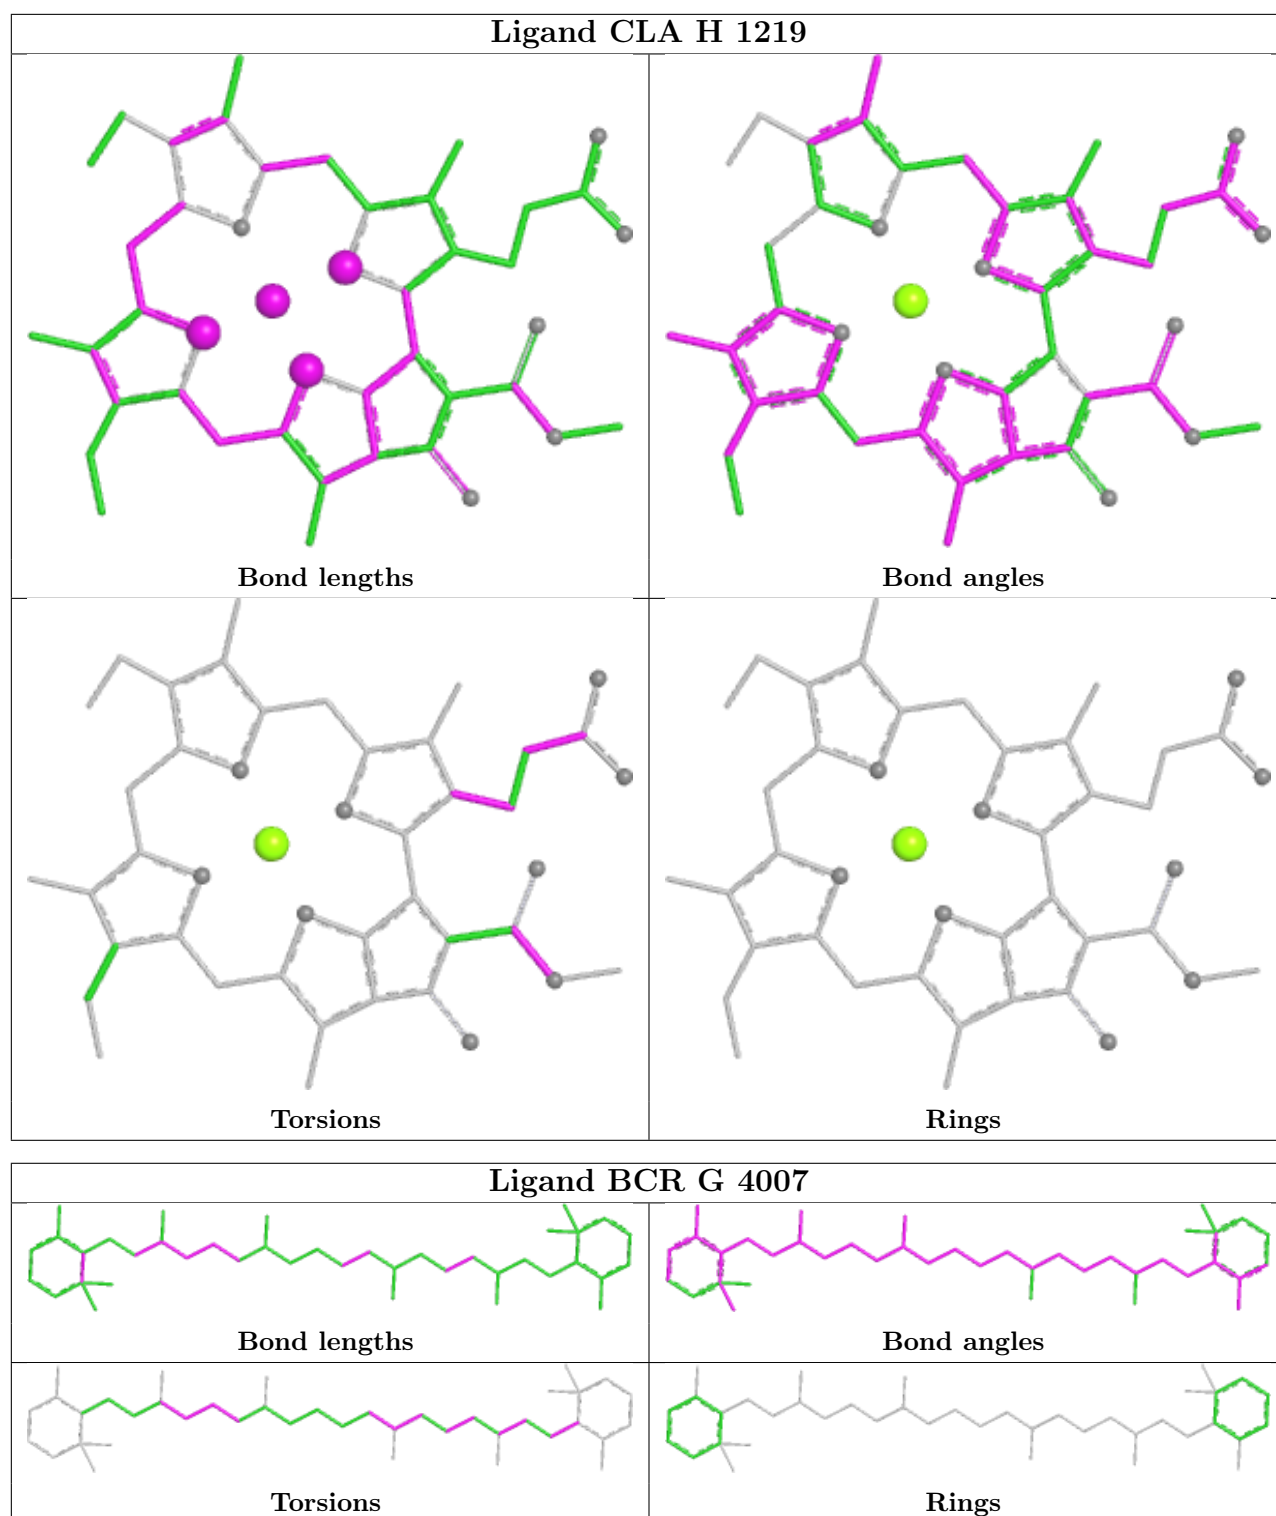 Ligand CLA H 1219
Bond lengths
Bond angles
Torsions
Rings
Ligand BCR G 4007
Bond lengths
Bond angles
Torsions
Rings